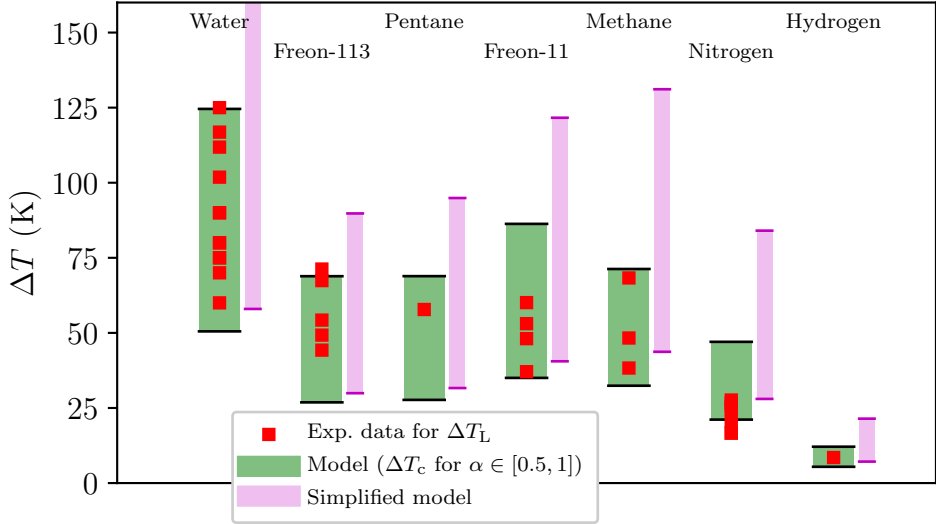 Water Pentane Methane Hydrogen
Freon-113 Freon-11 Nitrogen
150
125
100
75
50
25
0
ΔT (K)
Exp. data for ΔT_L
Model (ΔT_c for α ∈ [0.5, 1])
Simplified model